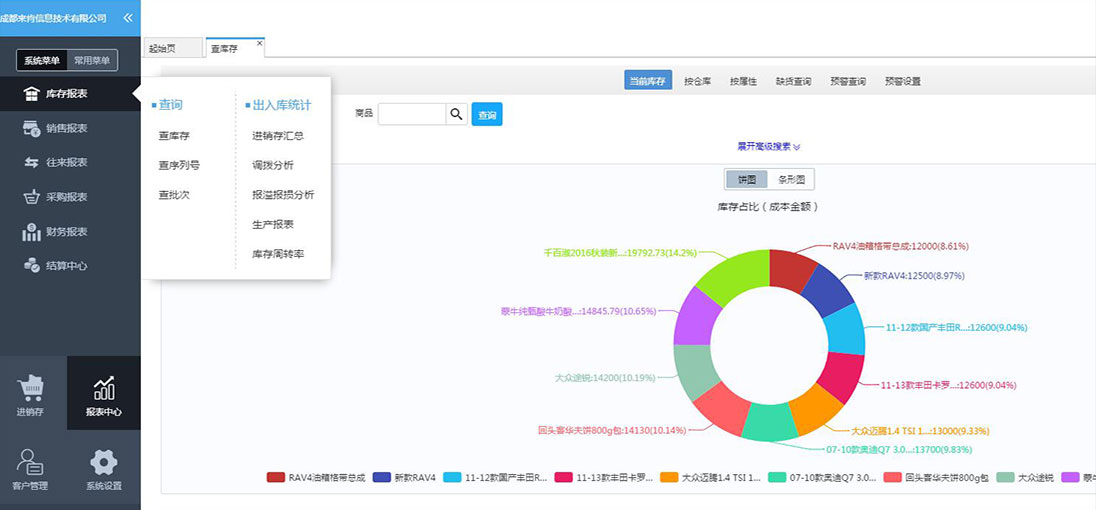 成都来肯信息技术有限公司 «
系统菜单 常用菜单
库存报表
销售报表
往来报表
采购报表
财务报表
结算中心
进销存
报表中心
客户管理
系统设置
起始页
查库存 ×
查询
查库存
查序列号
查批次
出入库统计
进销存汇总
调拨分析
报溢报损分析
生产报表
库存周转率
当前库存 按仓库 按属性 缺货查询 预警查询 预警设置
商品 查询
展开高级搜索
饼图 条形图
库存占比（成本金额）
RAV4油箱格带总成:12000(8.61%)
新款RAV4:12500(8.97%)
11-12款国产丰田R...:12600(9.04%)
11-13款丰田卡罗...:12600(9.04%)
大众迈腾1.4 TSI 1...:13000(9.33%)
07-10款奥迪Q7 3.0...:13700(9.83%)
回头客华夫饼800g包:14130(10.14%)
大众途锐:14200(10.19%)
蒙牛纯甄酸牛奶酸...:14845.79(10.65%)
千百滋2016秋装新...:19792.73(14.2%)
RAV4油箱格带总成 新款RAV4 11-12款国产丰田R... 11-13款丰田卡罗... 大众迈腾1.4 TSI 1... 07-10款奥迪Q7 3.0... 回头客华夫饼800g包 大众途锐